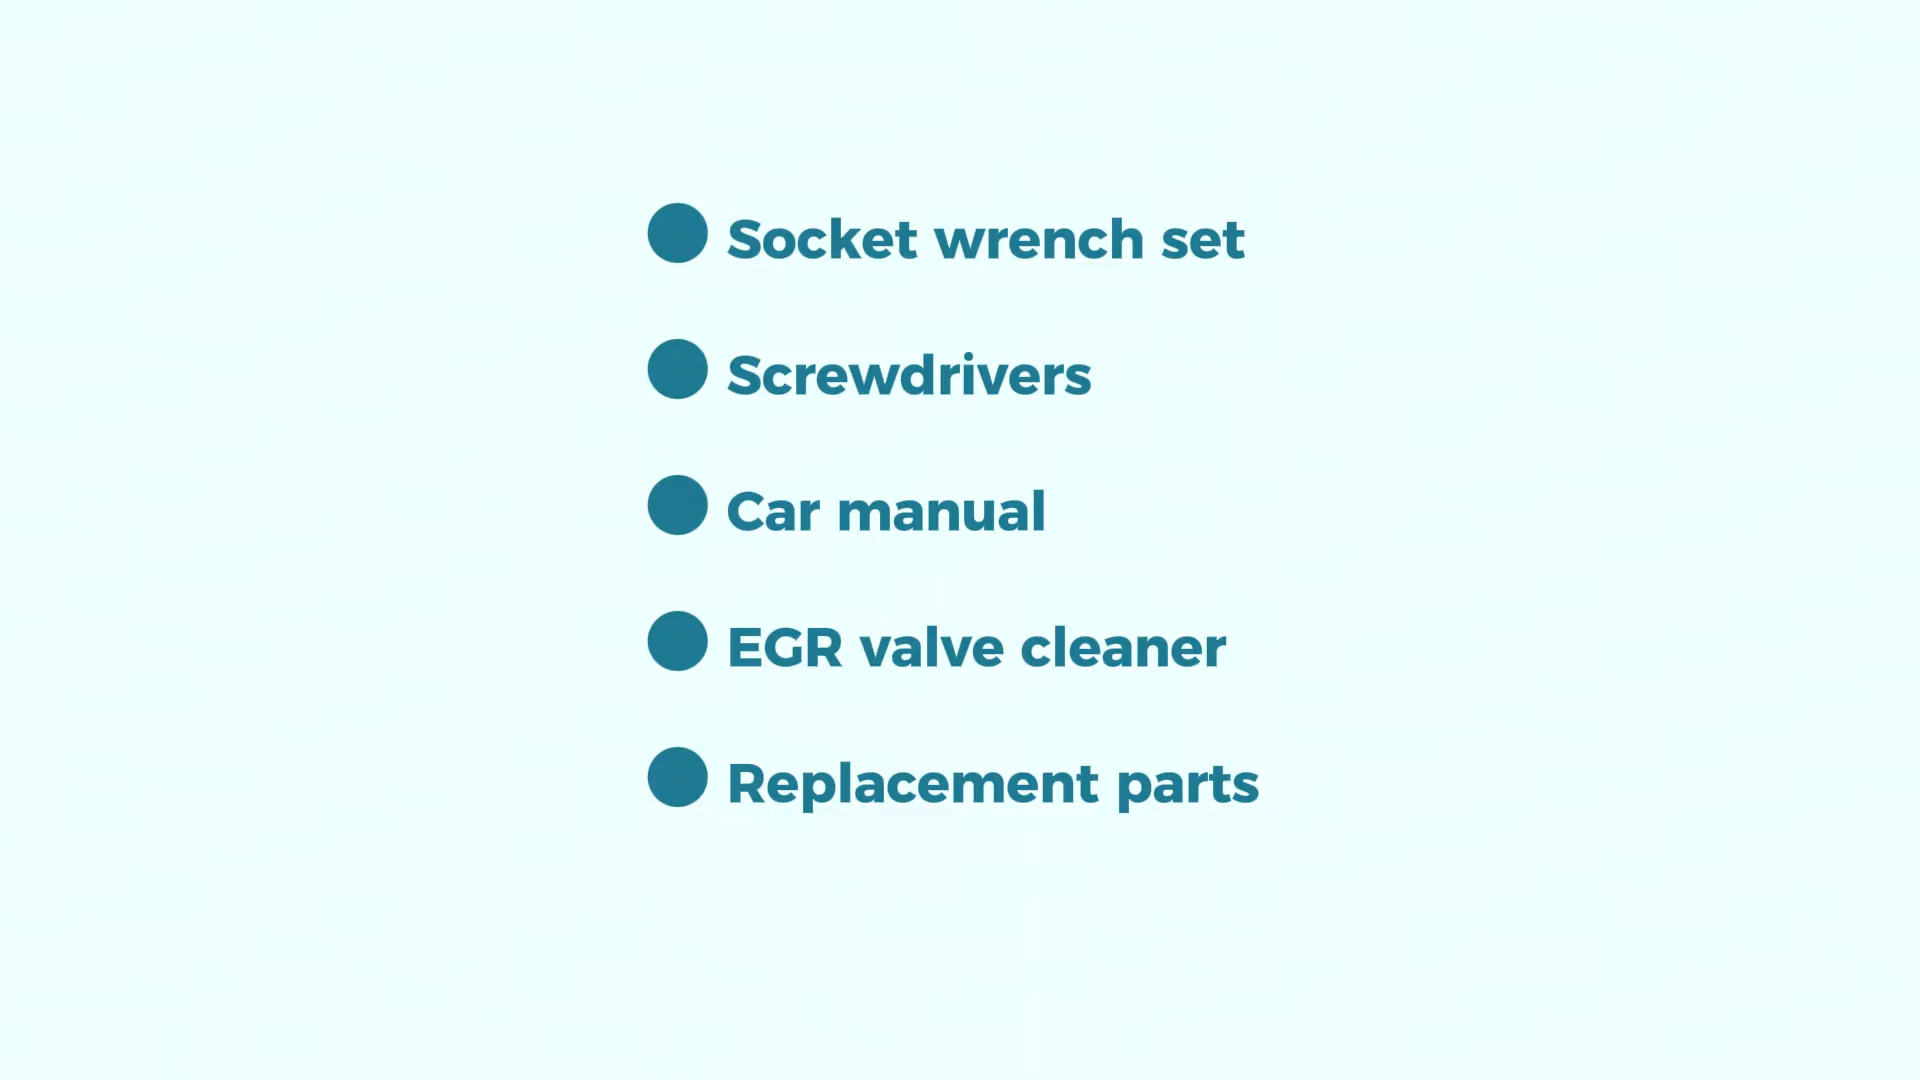 Socket wrench set
Screwdrivers
Car manual
EGR valve cleaner
Replacement parts